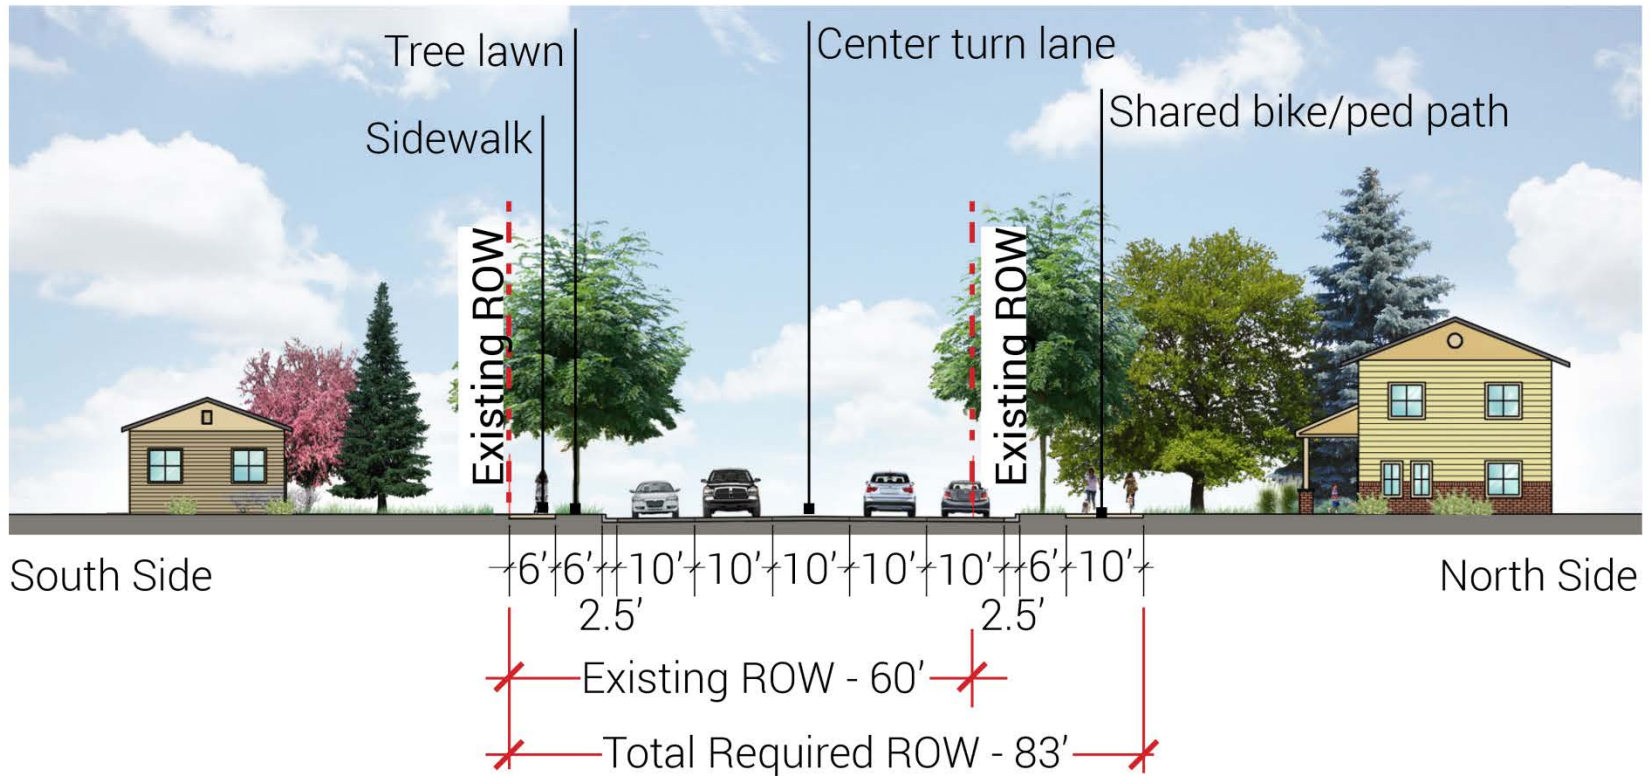 Tree lawn
Center turn lane
Sidewalk
Shared bike/ped path
Existing ROW
Existing ROW
South Side
6' 6' 10' 10' 10' 10' 10' 6' 10'
North Side
2.5' 2.5'
Existing ROW - 60'
Total Required ROW - 83'